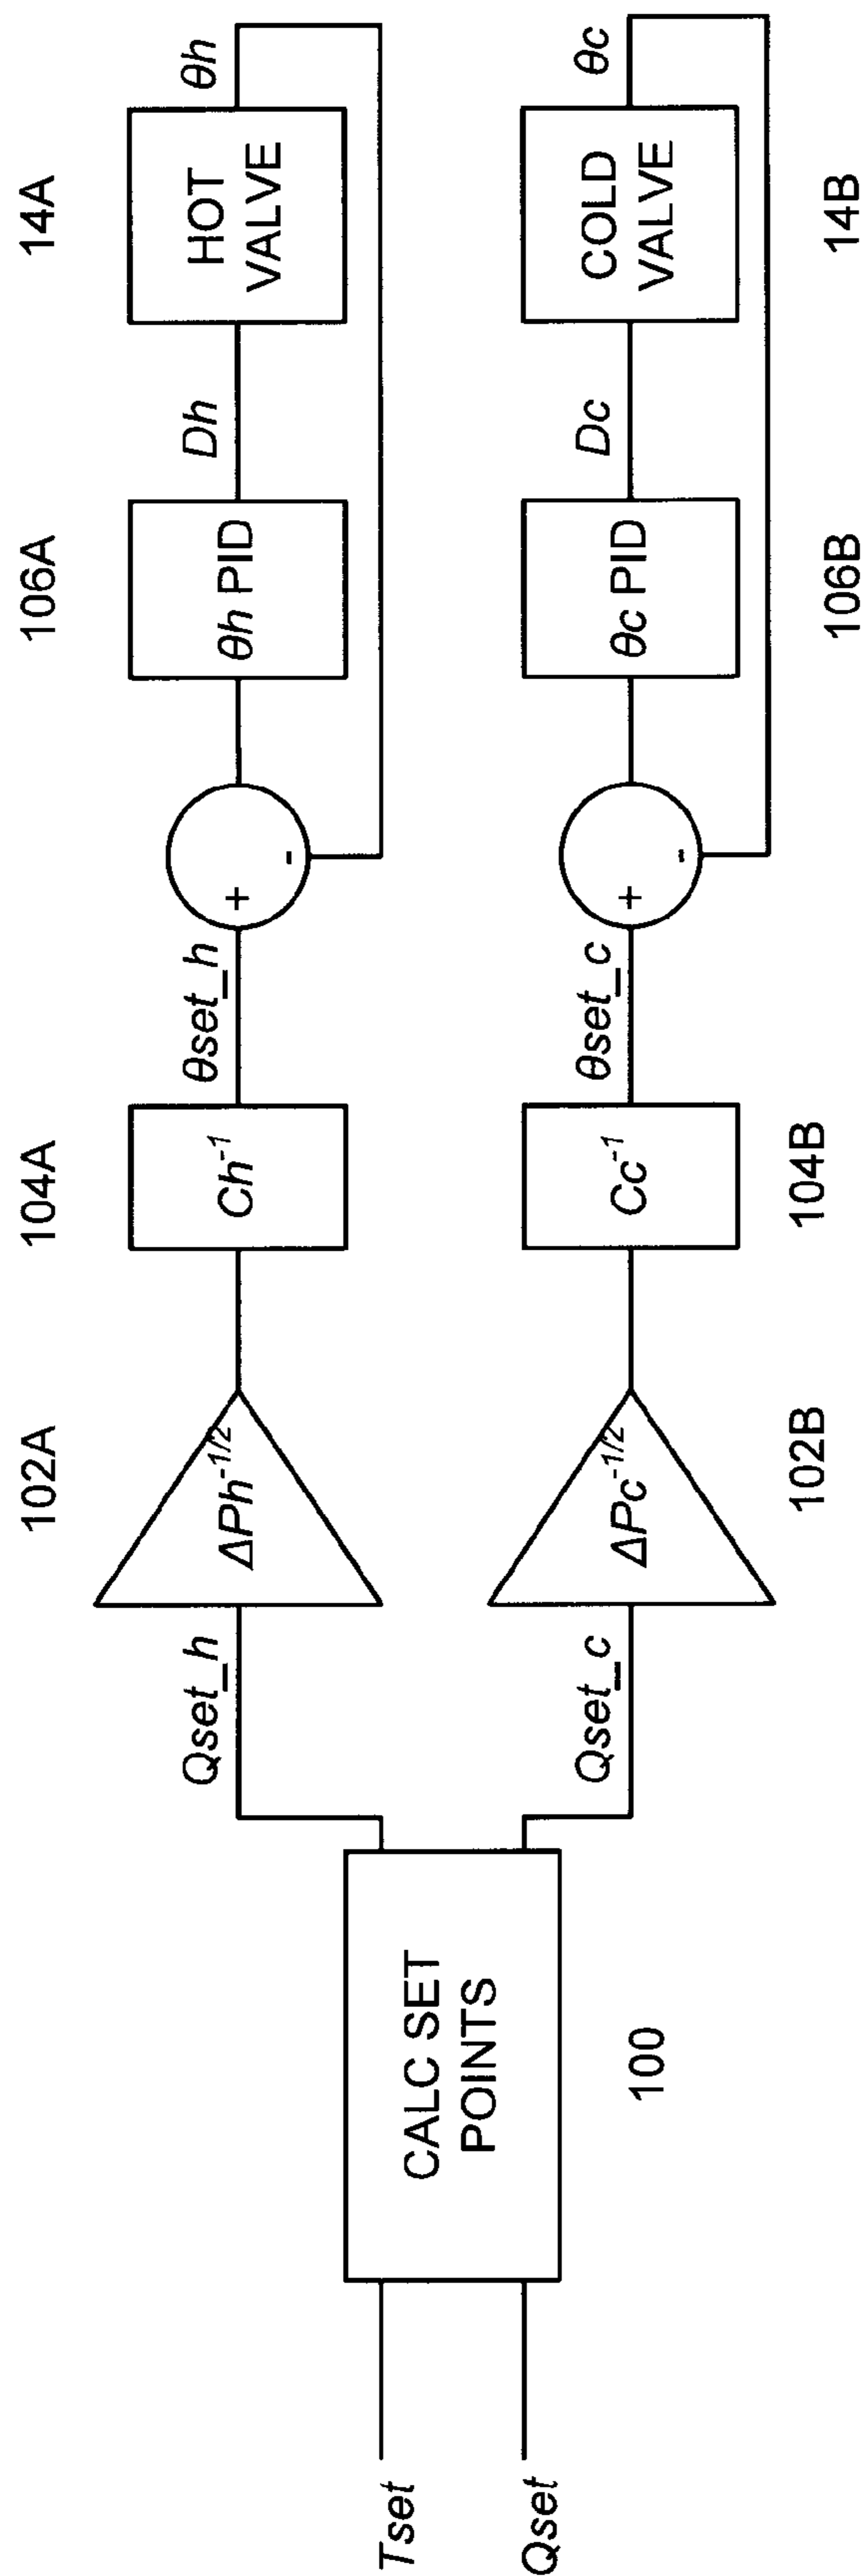 Tset
Qset
CALC SET
POINTS
100
Qset_h
102A
ΔPh^-1/2
104A
Ch^-1
θset_h
+
-
106A
θh PID
Dh
14A
HOT
VALVE
θh
Qset_c
ΔPc^-1/2
102B
Cc^-1
104B
θset_c
+
-
θc PID
106B
Dc
COLD
VALVE
14B
θc